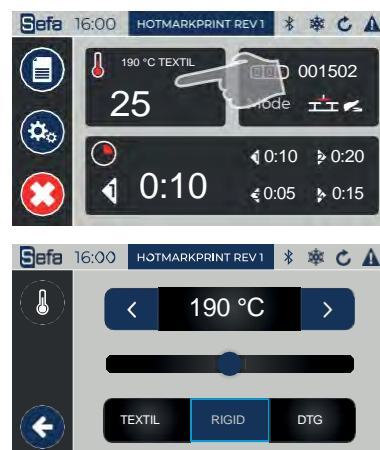 Sefa 16:00 HOTMARKPRINT REV 1
190 °C TEXTIL
25
001502
Mode
1 0:10
0:10 0:20
0:05 0:15
Sefa 16:00 HOTMARKPRINT REV 1
190 °C
TEXTIL RIGID DTG